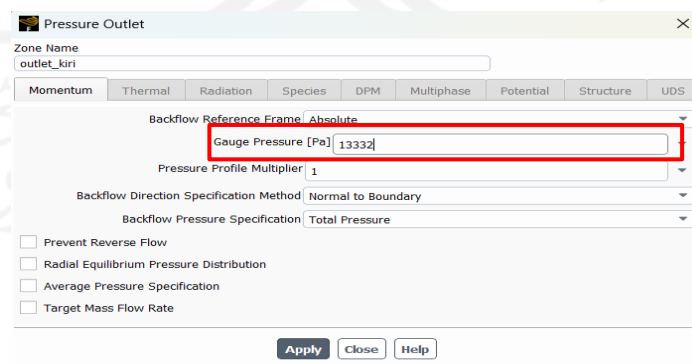 Pressure Outlet
Zone Name
outlet_kiri
Momentum Thermal Radiation Species DPM Multiphase Potential Structure UDS
Backflow Reference Frame Absolute
Gauge Pressure [Pa] 13332
Pressure Profile Multiplier 1
Backflow Direction Specification Method Normal to Boundary
Backflow Pressure Specification Total Pressure
Prevent Reverse Flow
Radial Equilibrium Pressure Distribution
Average Pressure Specification
Target Mass Flow Rate
Apply Close Help